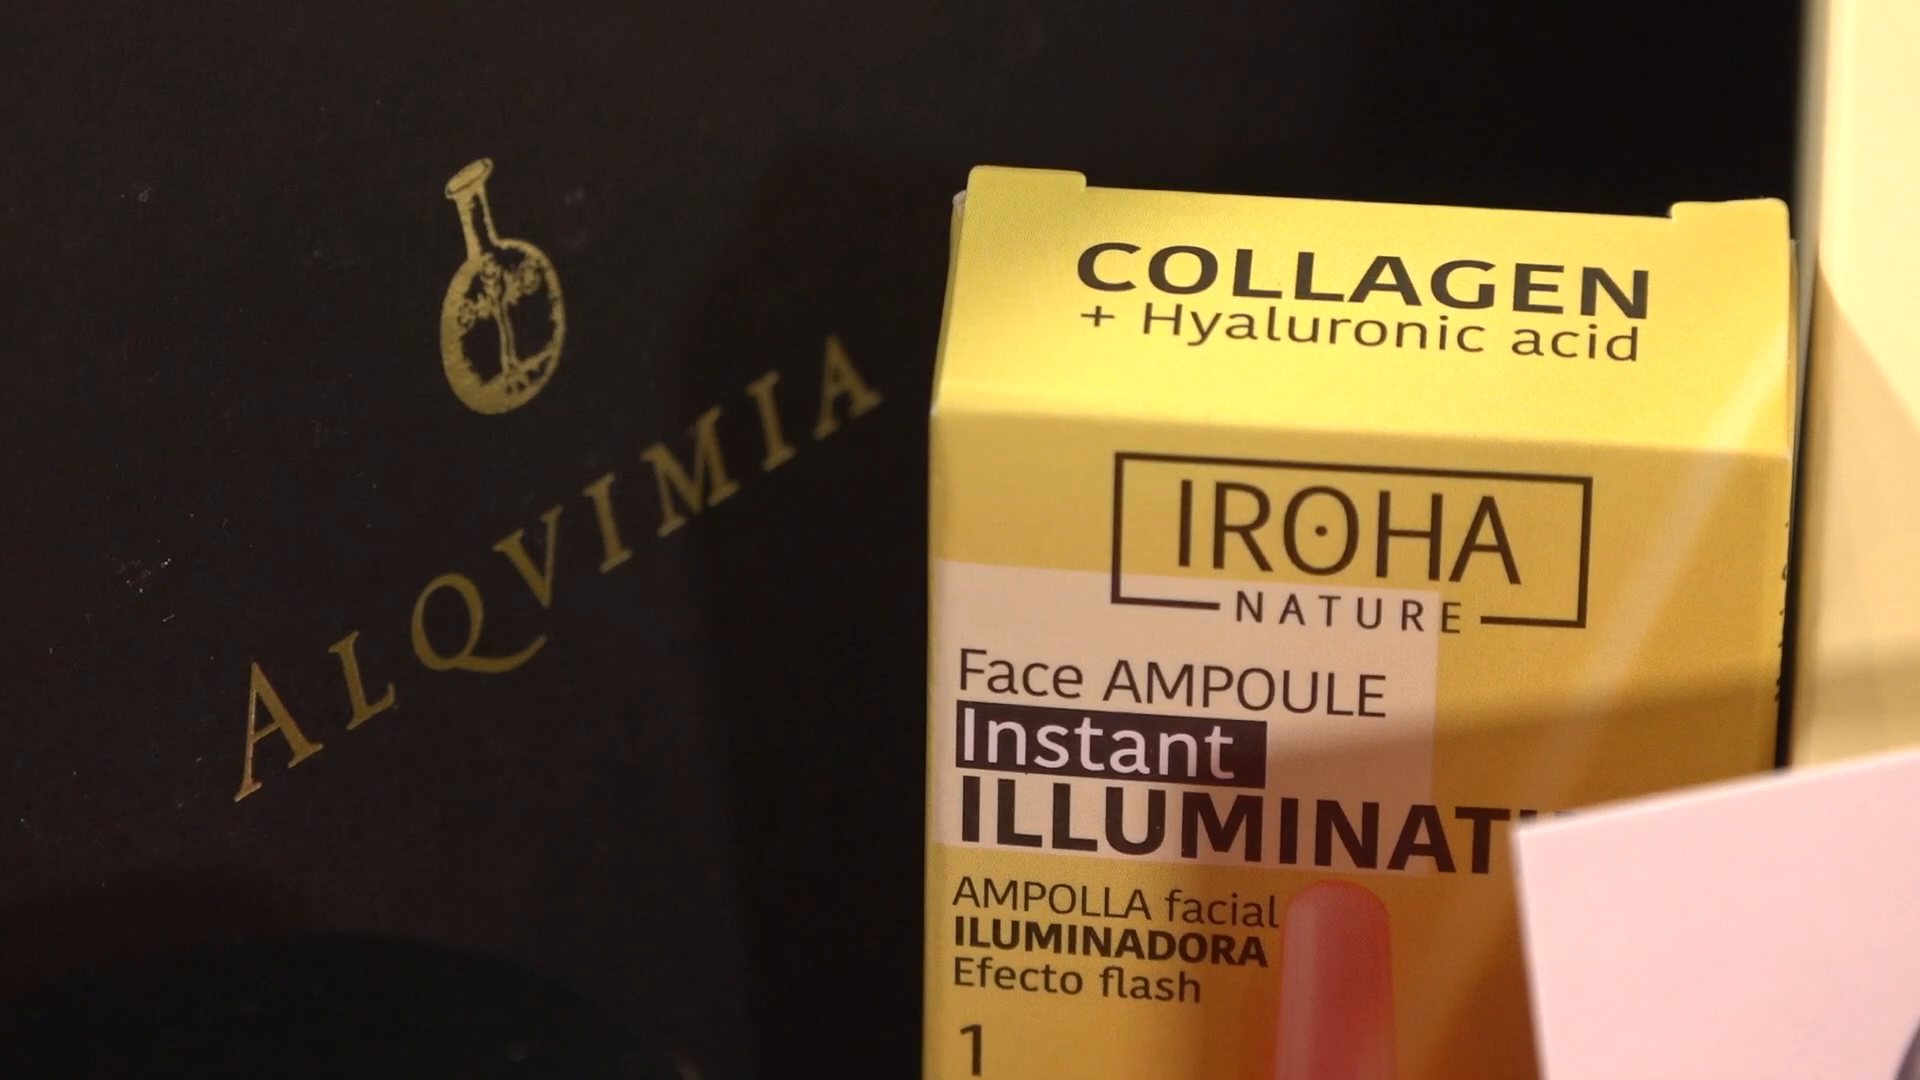 ALQVIMIA
COLLAGEN
+ Hyaluronic acid
IROHA
NATURE
Face AMPOULE
Instant
AMPOLLA facial
ILUMINADORA
Efecto flash
1